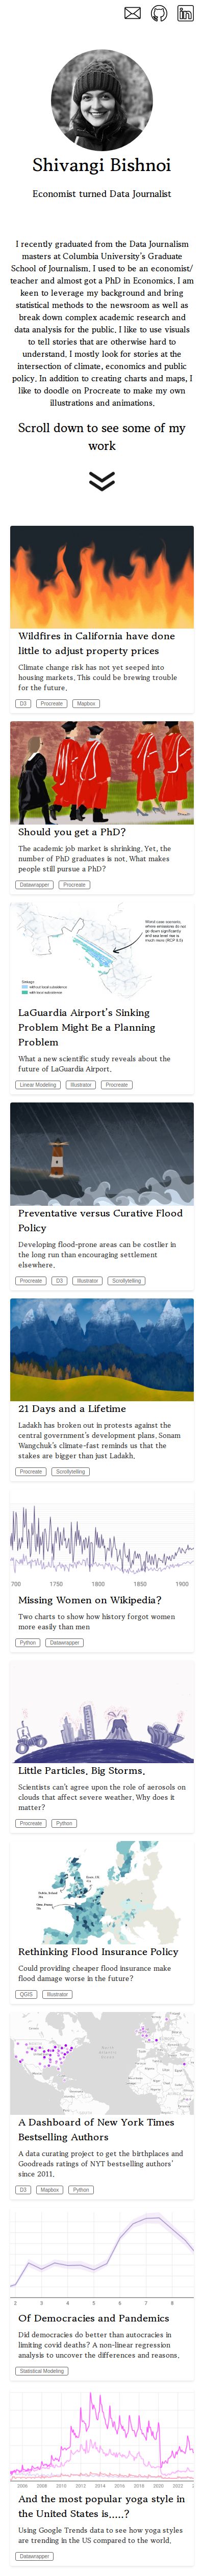 Shivangi Bishnoi
Economist turned Data Journalist
I recently graduated from the Data Journalism
masters at Columbia University's Graduate
School of Journalism. I used to be an economist/
teacher and almost got a PhD in Economics. I am
keen to leverage my background and bring
statistical methods to the newsroom as well as
break down complex academic research and
data analysis for the public. I like to use visuals
to tell stories that are otherwise hard to
understand. I mostly look for stories at the
intersection of climate, economics and public
policy. In addition to creating charts and maps, I
like to doodle on Procreate to make my own
illustrations and animations.
Scroll down to see some of my
work
Wildfires in California have done
little to adjust property prices
Climate change risk has not yet seeped into
housing markets. This could be brewing trouble
for the future.
D3 Procreate Mapbox
Should you get a PhD?
The academic job market is shrinking. Yet, the
number of PhD graduates is not. What makes
people still pursue a PhD?
Datawrapper Procreate
LaGuardia Airport's Sinking
Problem Might Be a Planning
Problem
What a new scientific study reveals about the
future of LaGuardia Airport.
Linear Modeling Illustrator Procreate
Preventative versus Curative Flood
Policy
Developing flood-prone areas can be costlier in
the long run than encouraging settlement
elsewhere.
Procreate D3 Illustrator Scrollytelling
21 Days and a Lifetime
Ladakh has broken out in protests against the
central government's development plans. Sonam
Wangchuk's climate-fast reminds us that the
stakes are bigger than just Ladakh.
Procreate Scrollytelling
700 1750 1800 1850 1900
Missing Women on Wikipedia?
Two charts to show how history forgot women
more easily than men
Python Datawrapper
Little Particles, Big Storms.
Scientists can't agree upon the role of aerosols on
clouds that affect severe weather. Why does it
matter?
Procreate Python
Rethinking Flood Insurance Policy
Could providing cheaper flood insurance make
flood damage worse in the future?
QGIS Illustrator
A Dashboard of New York Times
Bestselling Authors
A data curating project to get the birthplaces and
Goodreads ratings of NYT bestselling authors'
since 2011.
D3 Mapbox Python
2 3 4 5 6 7 8
Of Democracies and Pandemics
Did democracies do better than autocracies in
limiting covid deaths? A non-linear regression
analysis to uncover the differences and reasons.
Statistical Modeling
2006 2008 2010 2012 2014 2016 2018 2020 2022
And the most popular yoga style in
the United States is.....?
Using Google Trends data to see how yoga styles
are trending in the US compared to the world.
Datawrapper